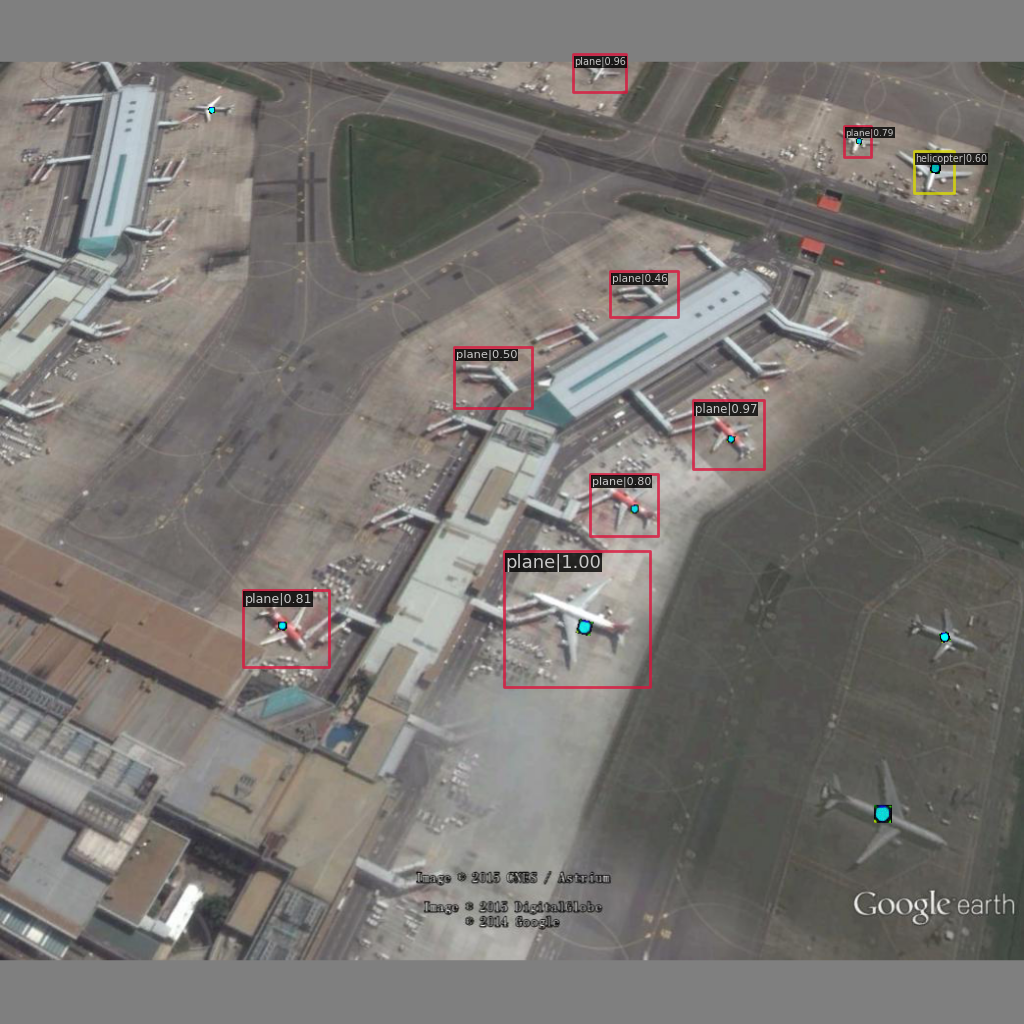 plane|0.96
plane|0.79
helicopter|0.60
plane|0.46
plane|0.50
plane|0.97
plane|0.80
plane|1.00
plane|0.81
Image © 2015 CNES / Astrium
Image © 2015 DigitalGlobe
© 2014 Google
Google earth